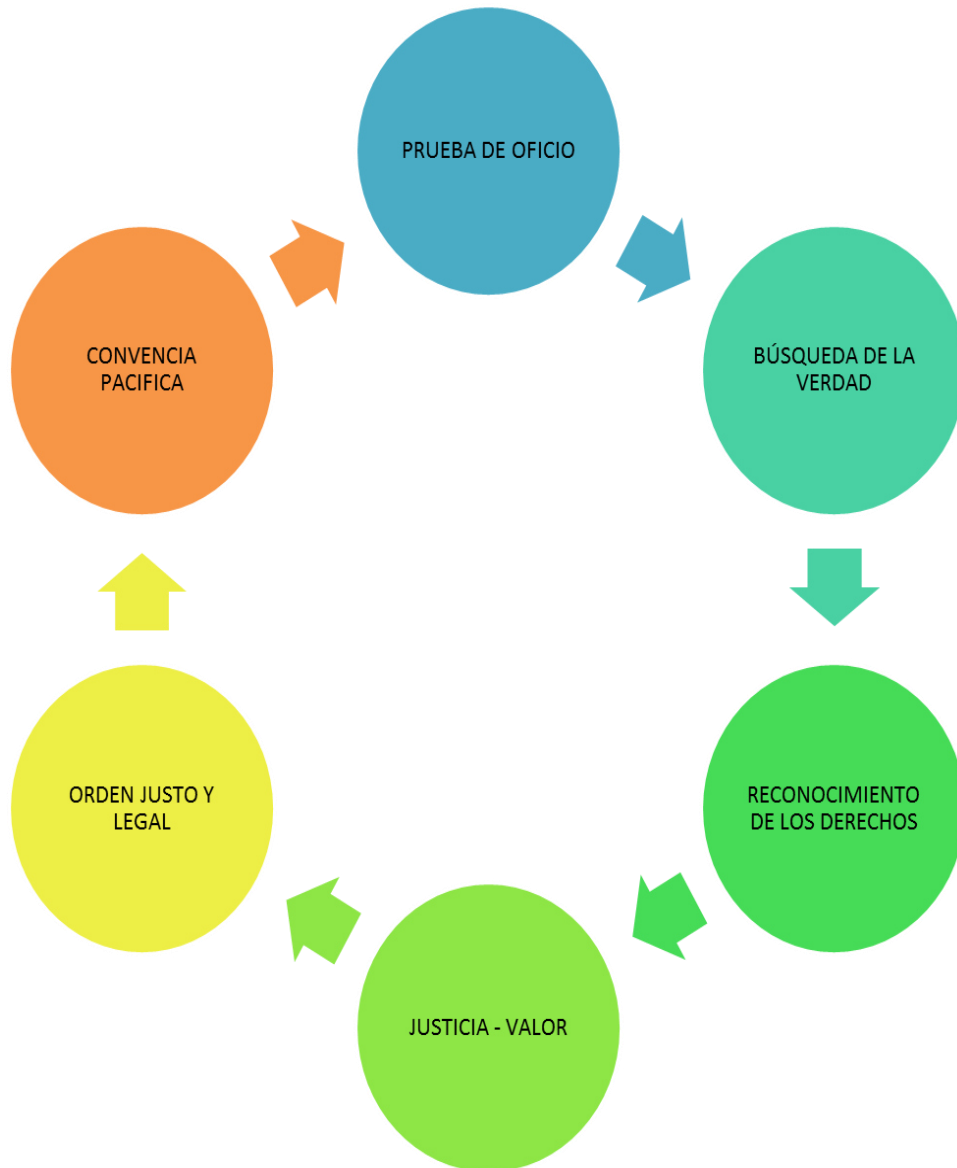 PRUEBA DE OFICIO
BÚSQUEDA DE LA
VERDAD
RECONOCIMIENTO
DE LOS DERECHOS
JUSTICIA - VALOR
ORDEN JUSTO Y
LEGAL
CONVENCIA
PACIFICA